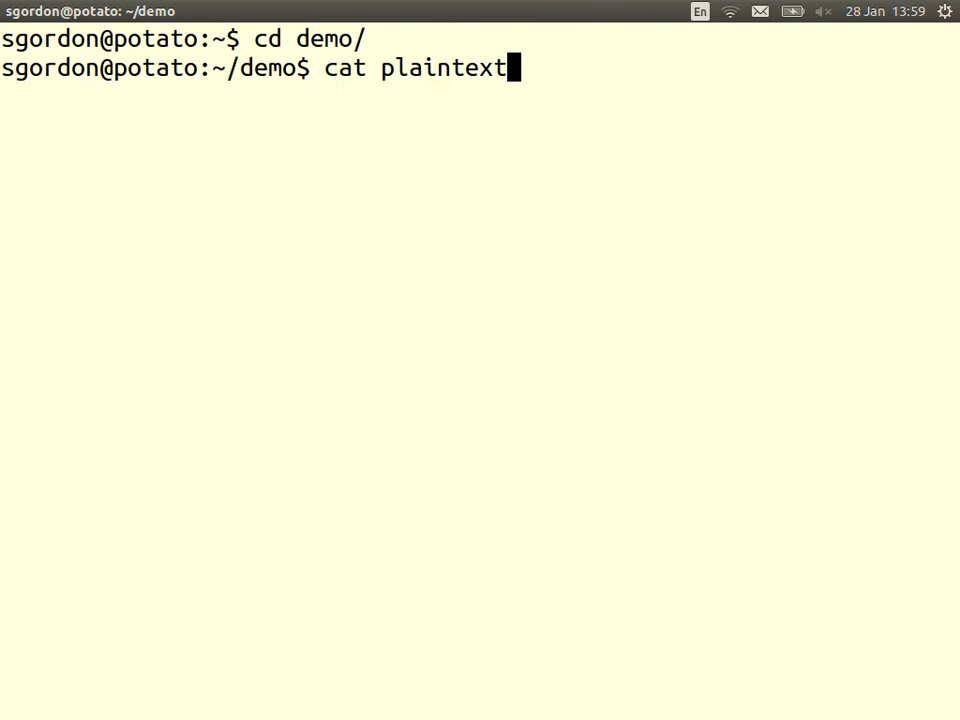 sgordon@potato: ~/demo En 28 Jan 13:59
sgordon@potato:~$ cd demo/
sgordon@potato:~/demo$ cat plaintext